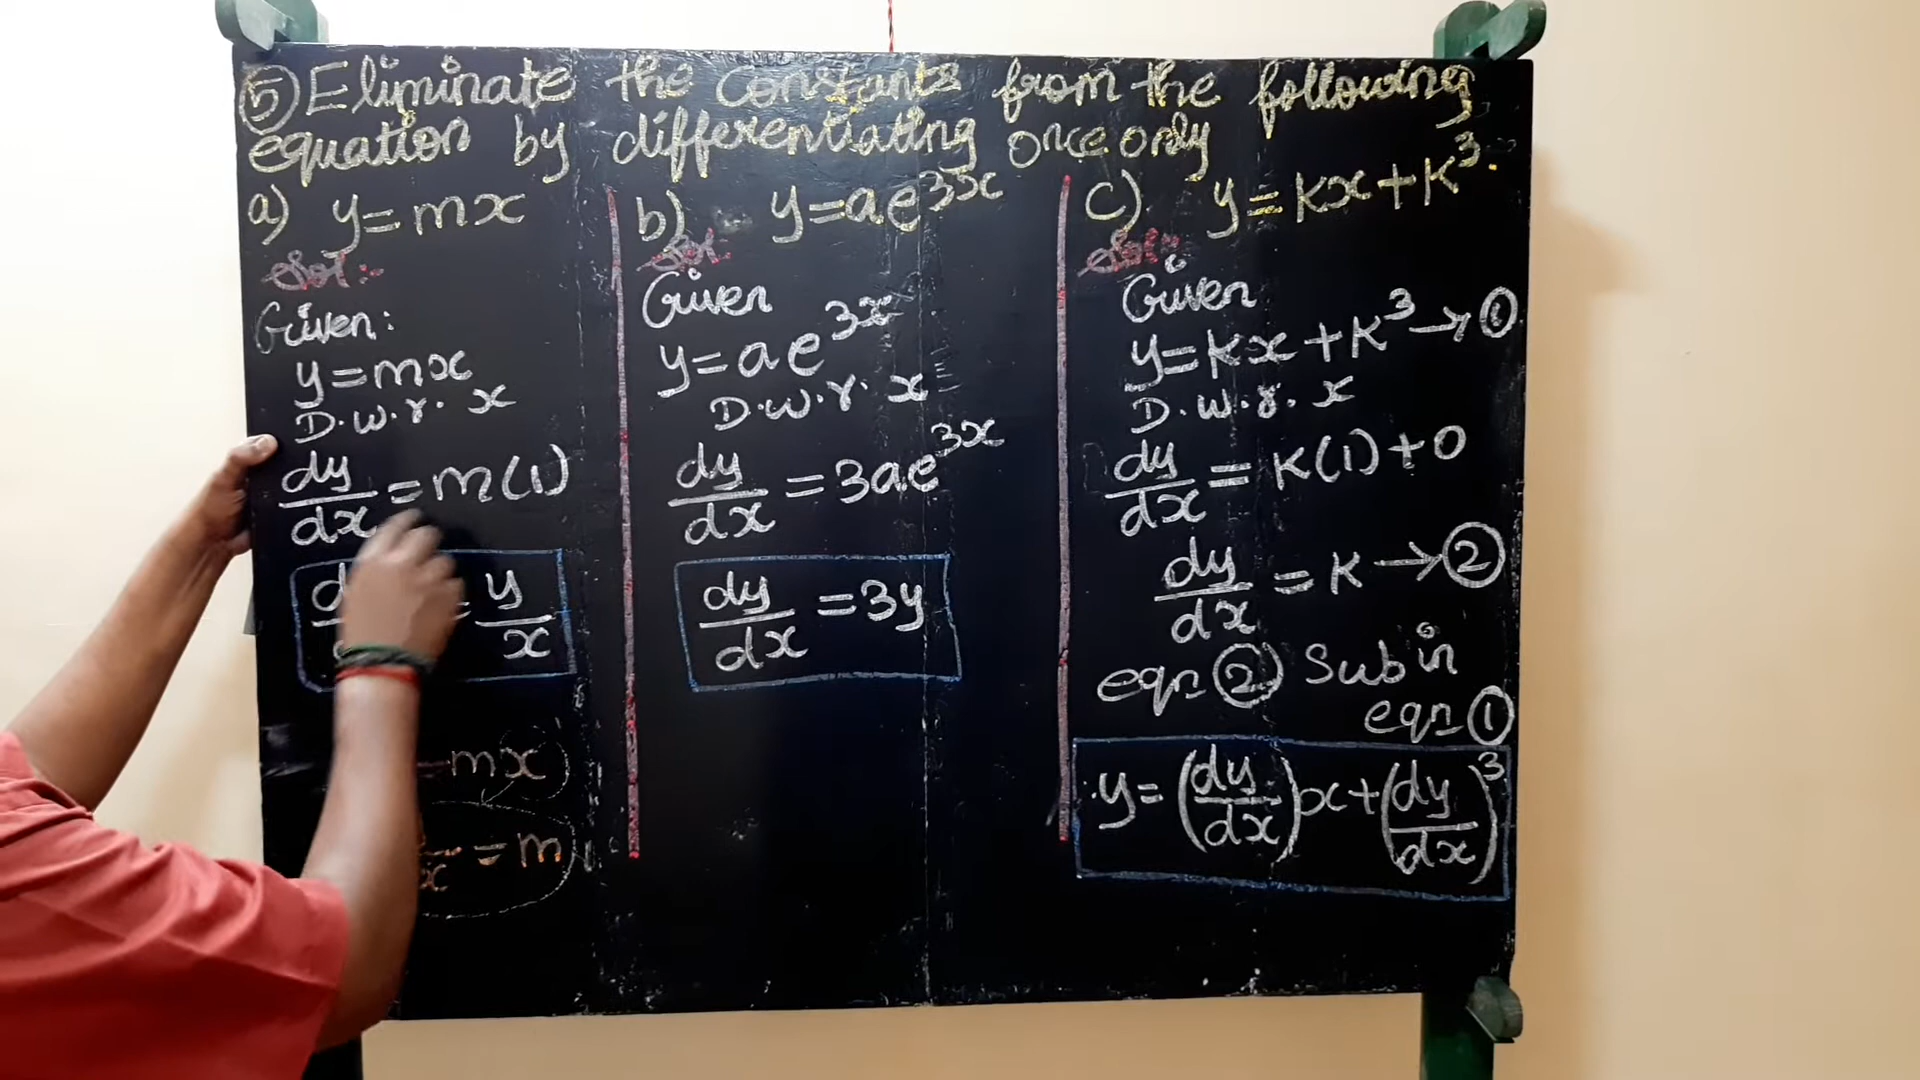 ⑤ Eliminate the constants from the following
equation by differentiating once only
a) y=mx
Sol:-
Given:
y=mx
D.w.r. x
dy/dx = m(1)
= y/x
=mx
x = m
b) y=ae^3x
Sol:
Given
y=ae^3x
D.w.r. x
dy/dx = 3ae^3x
dy/dx = 3y
c) y=kx+k^3.
Sol:-
Given
y=kx+k^3 → ①
D.w.r. x
dy/dx = k(1)+0
dy/dx = k → ②
eqn ② Sub in
eqn ①
y=(dy/dx)x+(dy/dx)^3